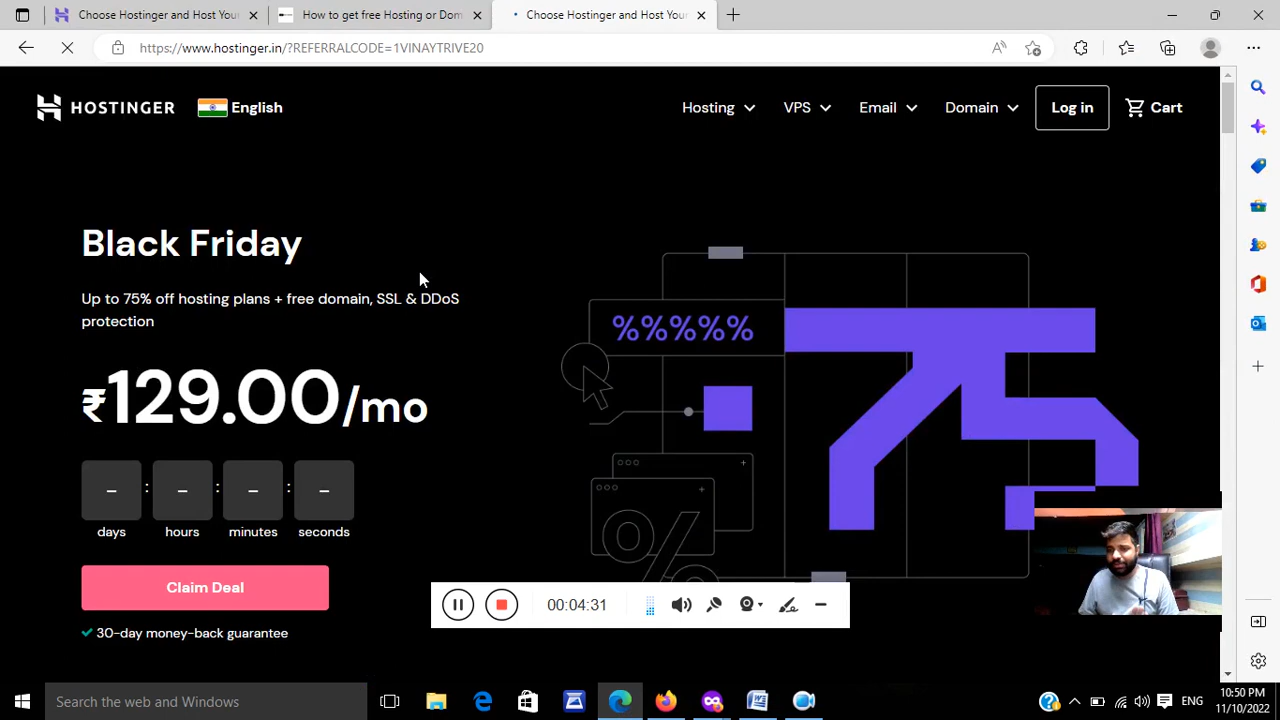 Choose Hostinger and Host Your
How to get free Hosting or Dom
Choose Hostinger and Host Your
https://www.hostinger.in/?REFERRALCODE=1VINAYTRIVE20
HOSTINGER
English
Hosting
VPS
Email
Domain
Log in
Cart
Black Friday
Up to 75% off hosting plans + free domain, SSL & DDoS
protection
₹129.00/mo
%%%%%
75
%
- : - : - : -
days hours minutes seconds
Claim Deal
30-day money-back guarantee
00:04:31
Search the web and Windows
ENG
10:50 PM
11/10/2022